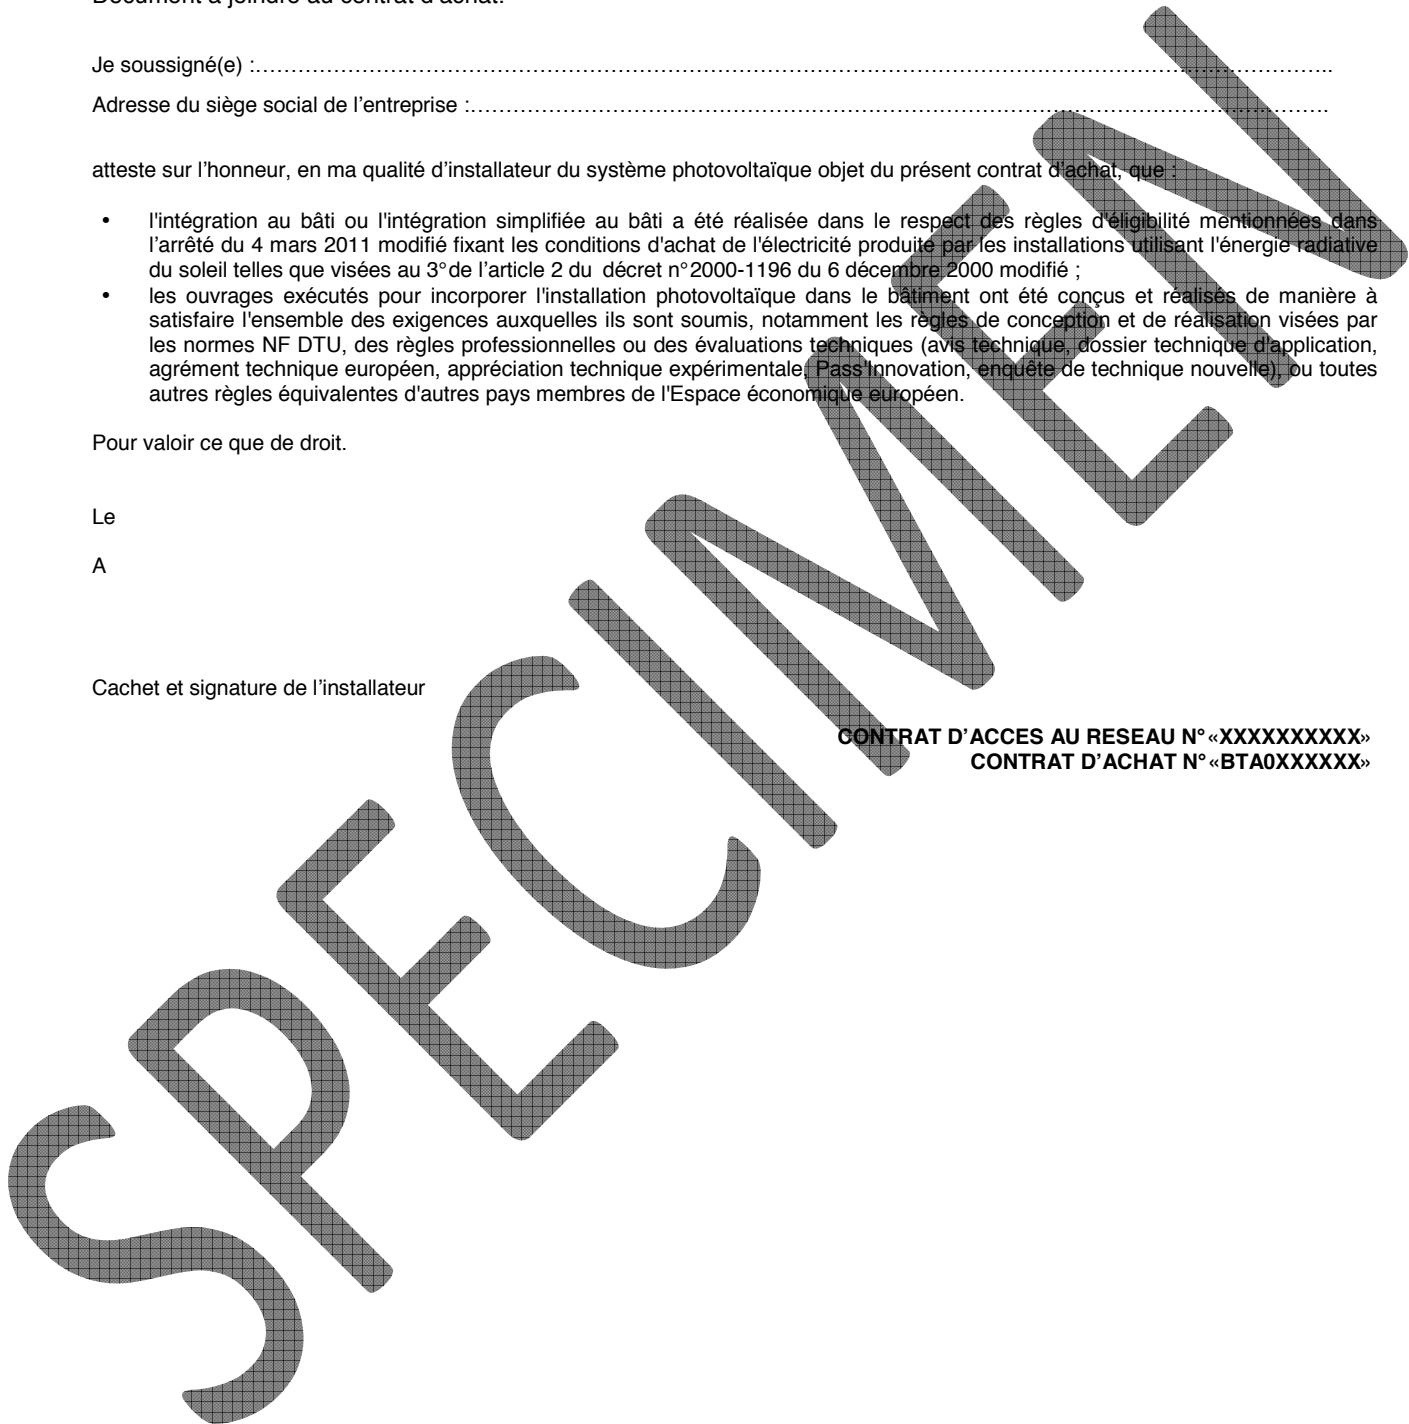 Document à joindre au contrat d'achat.
Je soussigné(e) :……………………………………………………………………………………………………………………………………..
Adresse du siège social de l’entreprise :………………………………………………………………………………………………………….
atteste sur l’honneur, en ma qualité d’installateur du système photovoltaïque objet du présent contrat d’achat, que :
• l'intégration au bâti ou l'intégration simplifiée au bâti a été réalisée dans le respect des règles d'éligibilité mentionnées dans
l’arrêté du 4 mars 2011 modifié fixant les conditions d'achat de l'électricité produite par les installations utilisant l'énergie radiative
du soleil telles que visées au 3° de l’article 2 du décret n° 2000-1196 du 6 décembre 2000 modifié ;
• les ouvrages exécutés pour incorporer l'installation photovoltaïque dans le bâtiment ont été conçus et réalisés de manière à
satisfaire l'ensemble des exigences auxquelles ils sont soumis, notamment les règles de conception et de réalisation visées par
les normes NF DTU, des règles professionnelles ou des évaluations techniques (avis technique, dossier technique d'application,
agrément technique européen, appréciation technique expérimentale, Pass'Innovation, enquête de technique nouvelle), ou toutes
autres règles équivalentes d'autres pays membres de l'Espace économique européen.
Pour valoir ce que de droit.
Le
A
Cachet et signature de l’installateur
CONTRAT D’ACCES AU RESEAU N° «XXXXXXXXXX»
CONTRAT D’ACHAT N° «BTA0XXXXXX»
SPECIMEN